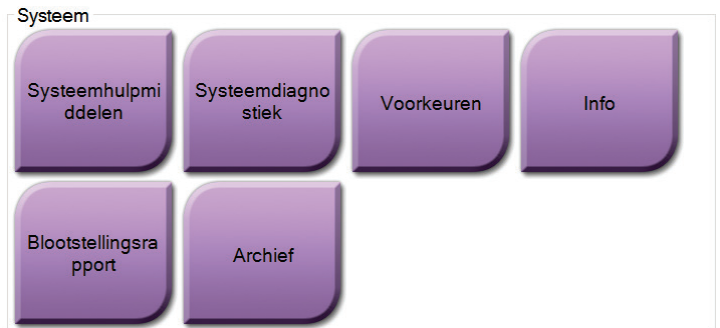 Systeem
Systeemhulpmi
ddelen
Systeemdiagno
stiek
Voorkeuren
Info
Blootstellingsra
pport
Archief